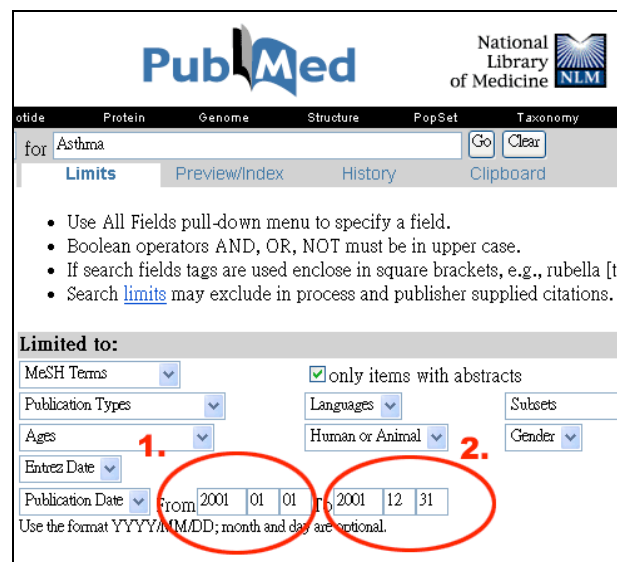 PubMed
National
Library
of Medicine NLM
otide Protein Genome Structure PopSet Taxonomy
for Asthma Go Clear
Limits Preview/Index History Clipboard
• Use All Fields pull-down menu to specify a field.
• Boolean operators AND, OR, NOT must be in upper case.
• If search fields tags are used enclose in square brackets, e.g., rubella [t
• Search limits may exclude in process and publisher supplied citations.
Limited to:
MeSH Terms only items with abstracts
Publication Types Languages Subsets
Ages Human or Animal Gender
1. 2.
Entrez Date
Publication Date From 2001 01 01 To 2001 12 31
Use the format YYYY/MM/DD; month and day are optional.